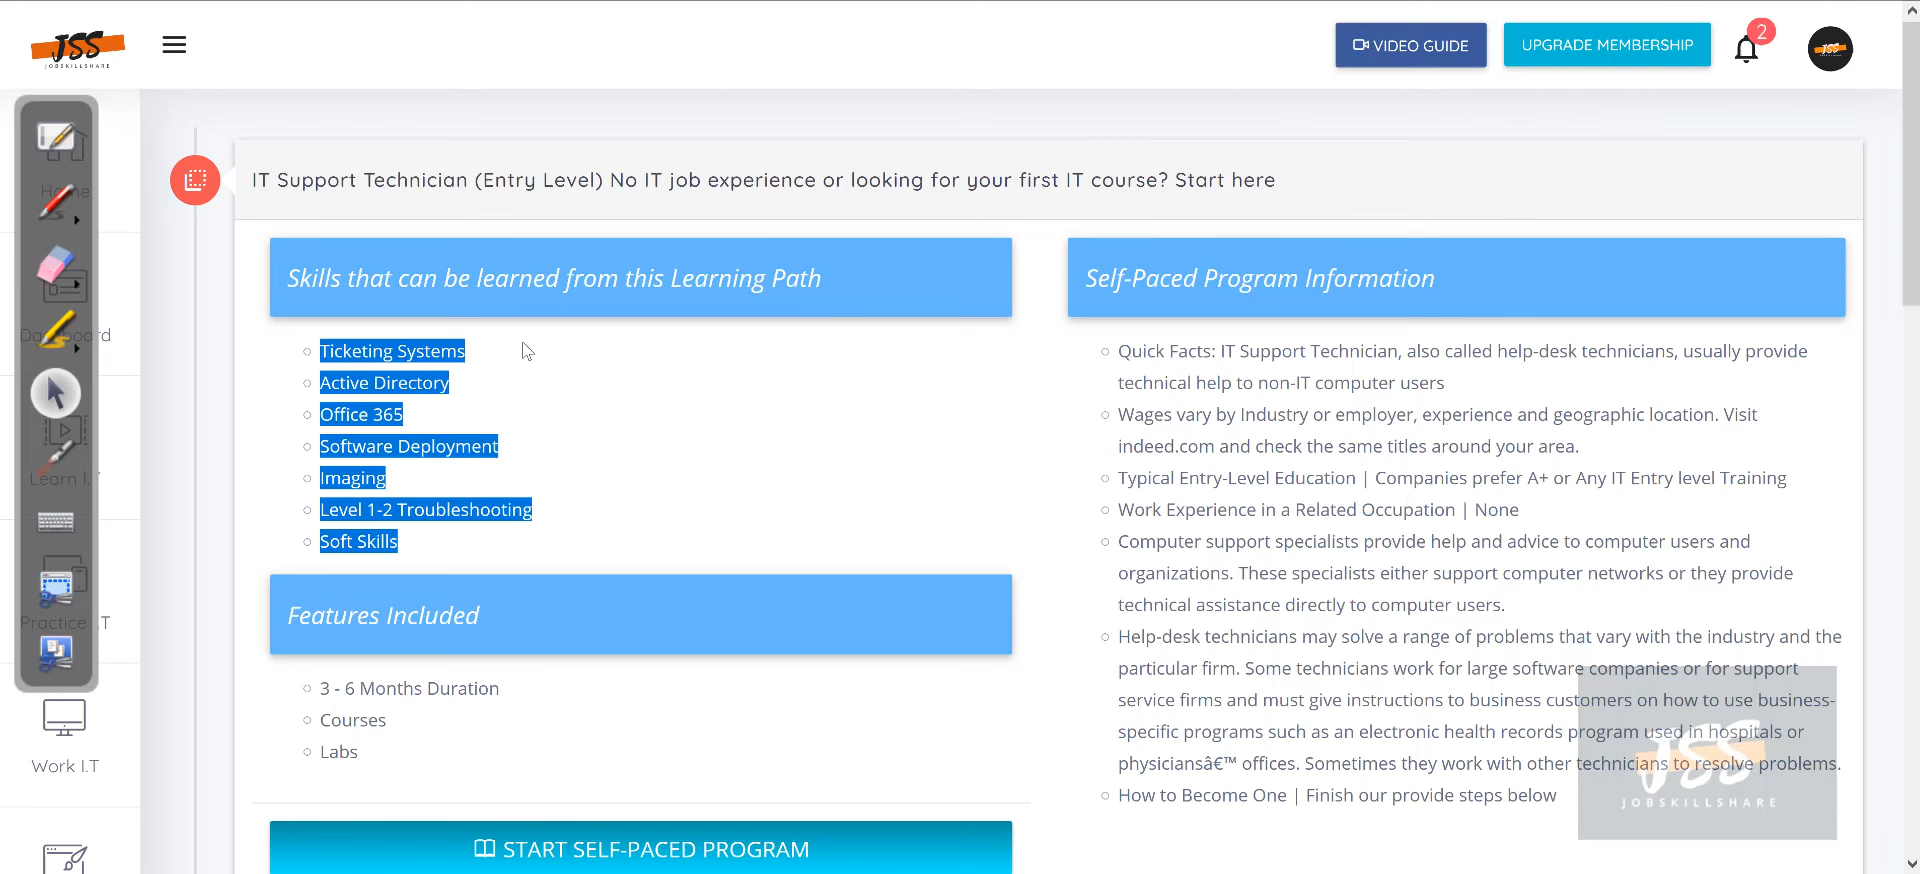 JSS
JOBSKILLSHARE
VIDEO GUIDE
UPGRADE MEMBERSHIP
2
JSS
Home
Dashboard
Learn I.T
Practice I.T
Work I.T
IT Support Technician (Entry Level) No IT job experience or looking for your first IT course? Start here
Skills that can be learned from this Learning Path
Ticketing Systems
Active Directory
Office 365
Software Deployment
Imaging
Level 1-2 Troubleshooting
Soft Skills
Features Included
3 - 6 Months Duration
Courses
Labs
START SELF-PACED PROGRAM
Self-Paced Program Information
Quick Facts: IT Support Technician, also called help-desk technicians, usually provide
technical help to non-IT computer users
Wages vary by Industry or employer, experience and geographic location. Visit
indeed.com and check the same titles around your area.
Typical Entry-Level Education | Companies prefer A+ or Any IT Entry level Training
Work Experience in a Related Occupation | None
Computer support specialists provide help and advice to computer users and
organizations. These specialists either support computer networks or they provide
technical assistance directly to computer users.
Help-desk technicians may solve a range of problems that vary with the industry and the
particular firm. Some technicians work for large software companies or for support
service firms and must give instructions to business customers on how to use business-
specific programs such as an electronic health records program used in hospitals or
physiciansâ€™ offices. Sometimes they work with other technicians to resolve problems.
How to Become One | Finish our provide steps below
JSS
JOBSKILLSHARE